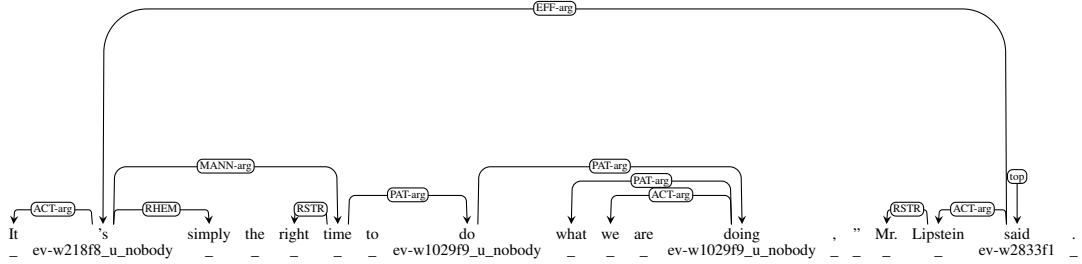 EFF-arg
MANN-arg PAT-arg
PAT-arg top
ACT-arg RHEM RSTR PAT-arg ACT-arg RSTR ACT-arg
It 's simply the right time to do what we are doing , ” Mr. Lipstein said .
_ ev-w218f8_u_nobody _ _ _ _ _ ev-w1029f9_u_nobody _ _ _ ev-w1029f9_u_nobody _ _ _ _ ev-w2833f1 _